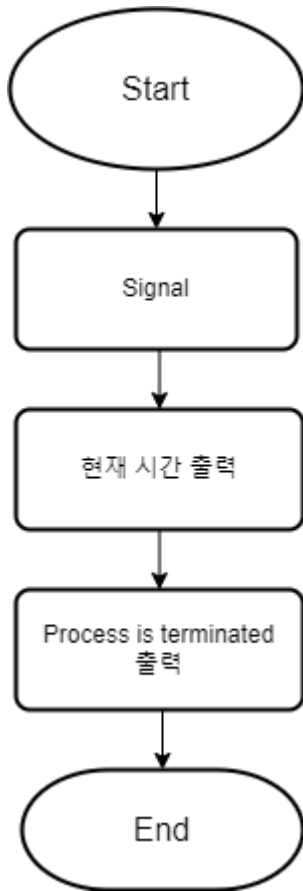 Start
Signal
현재 시간 출력
Process is terminated
출력
End